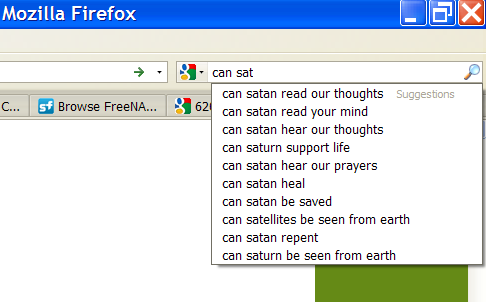 Mozilla Firefox
can sat
C...
Browse FreeNA...
620
can satan read our thoughts Suggestions
can satan read your mind
can satan hear our thoughts
can saturn support life
can satan hear our prayers
can satan heal
can satan be saved
can satellites be seen from earth
can satan repent
can saturn be seen from earth